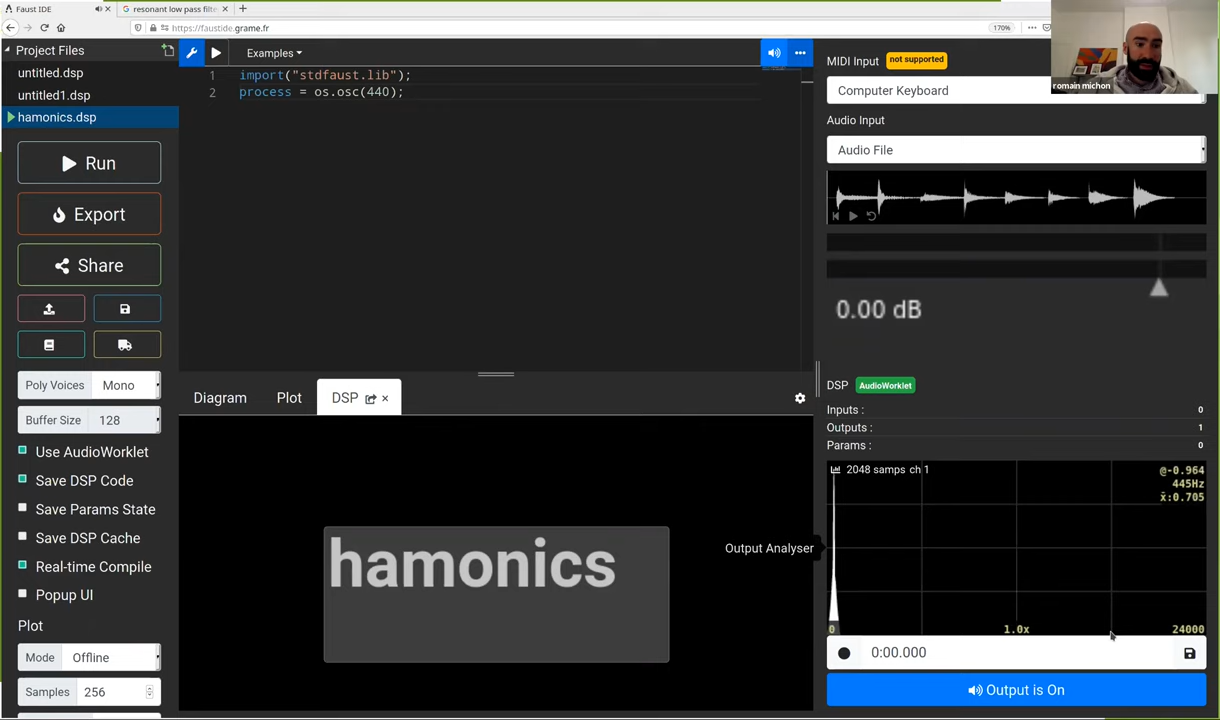 Faust IDE
resonant low pass filte
https://faustide.grame.fr
170%
Project Files
untitled.dsp
untitled1.dsp
hamonics.dsp
Run
Export
Share
Poly Voices Mono
Buffer Size 128
Use AudioWorklet
Save DSP Code
Save Params State
Save DSP Cache
Real-time Compile
Popup UI
Plot
Mode Offline
Samples 256
Examples
1 import("stdfaust.lib");
2 process = os.osc(440);
Diagram Plot DSP
hamonics
MIDI Input not supported
Computer Keyboard
romain michon
Audio Input
Audio File
0.00 dB
DSP AudioWorklet
Inputs : 0
Outputs : 1
Params : 0
2048 samps ch 1
@-0.964
445Hz
x̄:0.705
Output Analyser
0 1.0x 24000
0:00.000
Output is On